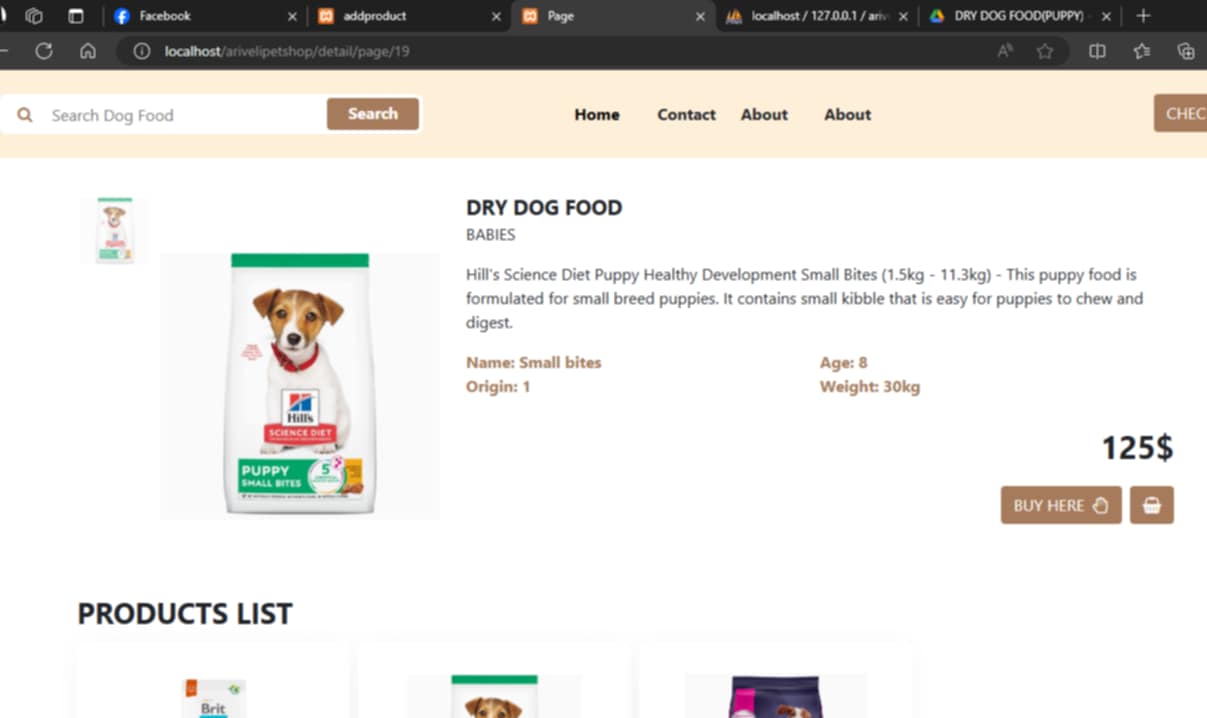 Facebook
addproduct
Page
localhost / 127.0.0.1 / ariv
DRY DOG FOOD(PUPPY) -
localhost/arivelipetshop/detail/page/19
Search Dog Food
Search
Home
Contact
About
About
CHEC
DRY DOG FOOD
BABIES
Hill's Science Diet Puppy Healthy Development Small Bites (1.5kg - 11.3kg) - This puppy food is
formulated for small breed puppies. It contains small kibble that is easy for puppies to chew and
digest.
Name: Small bites
Age: 8
Origin: 1
Weight: 30kg
Hill's
SCIENCE DIET
PUPPY
SMALL BITES
5
125$
BUY HERE
PRODUCTS LIST
Brit